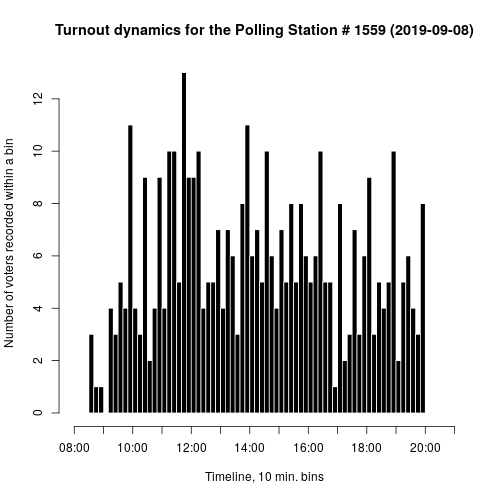 Turnout dynamics for the Polling Station # 1559 (2019-09-08)
Number of voters recorded within a bin
12
10
8
6
4
2
0
08:00 10:00 12:00 14:00 16:00 18:00 20:00
Timeline, 10 min. bins